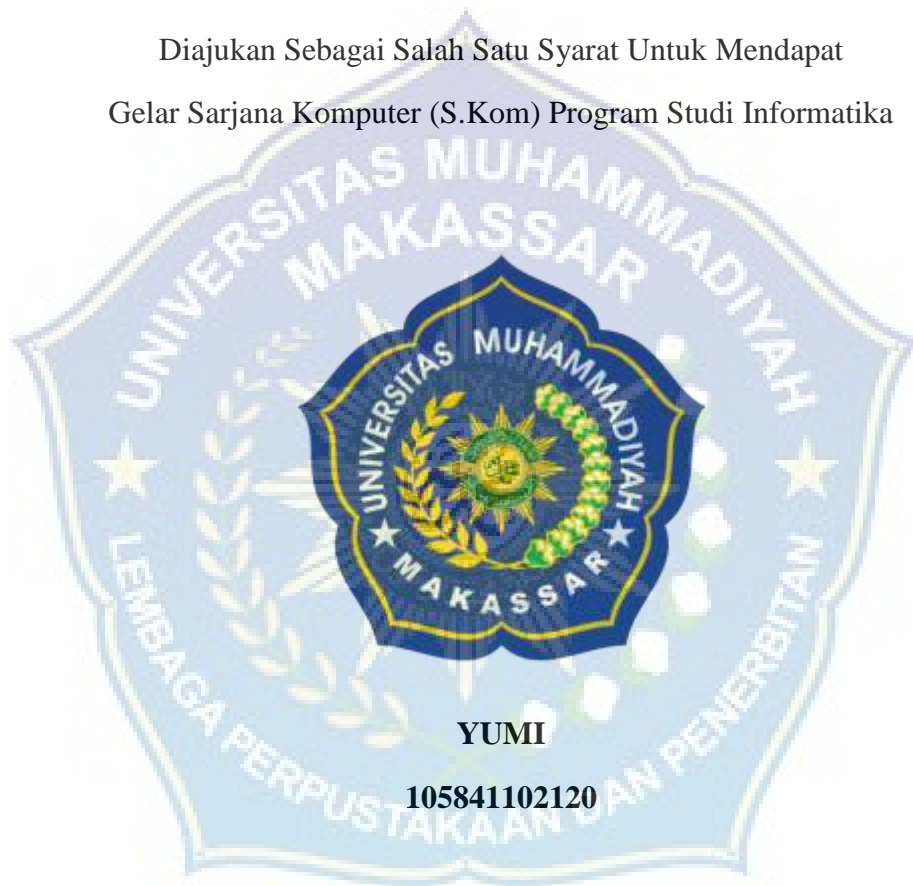 Diajukan Sebagai Salah Satu Syarat Untuk Mendapat
Gelar Sarjana Komputer (S.Kom) Program Studi Informatika
UNIVERSITAS MUHAMMADIYAH
MAKASSAR
UNIVERSITAS MUHAMMADIYAH
MAKASSAR
YUMI
105841102120
LEMBAGA PERPUSTAKAAN DAN PENERBITAN